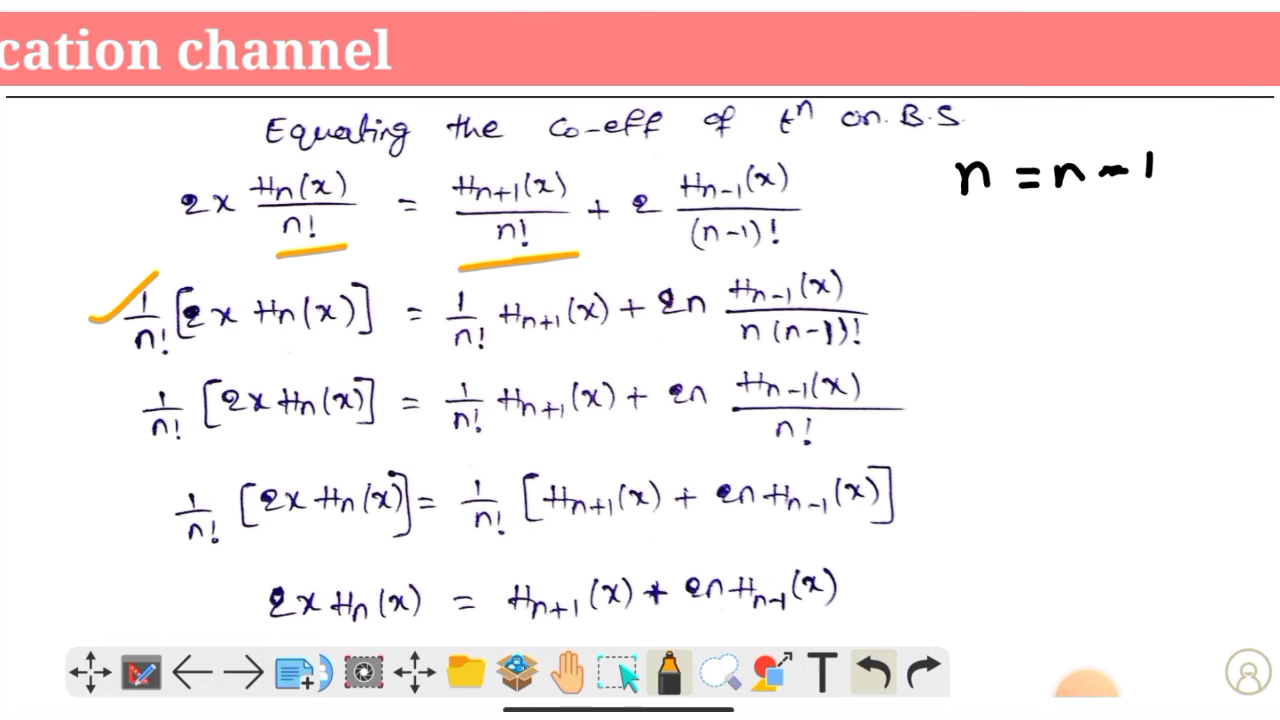 cation channel
Equating the co-eff of tⁿ on B.S.
n = n - 1
2x Hn(x)/n! = Hn+1(x)/n! + 2 Hn-1(x)/(n-1)!
1/n! [2x Hn(x)] = 1/n! Hn+1(x) + 2n Hn-1(x)/n(n-1)!
1/n! [2x Hn(x)] = 1/n! Hn+1(x) + 2n Hn-1(x)/n!
1/n! [2x Hn(x)] = 1/n! [Hn+1(x) + 2n Hn-1(x)]
2x Hn(x) = Hn+1(x) + 2n Hn-1(x)
T